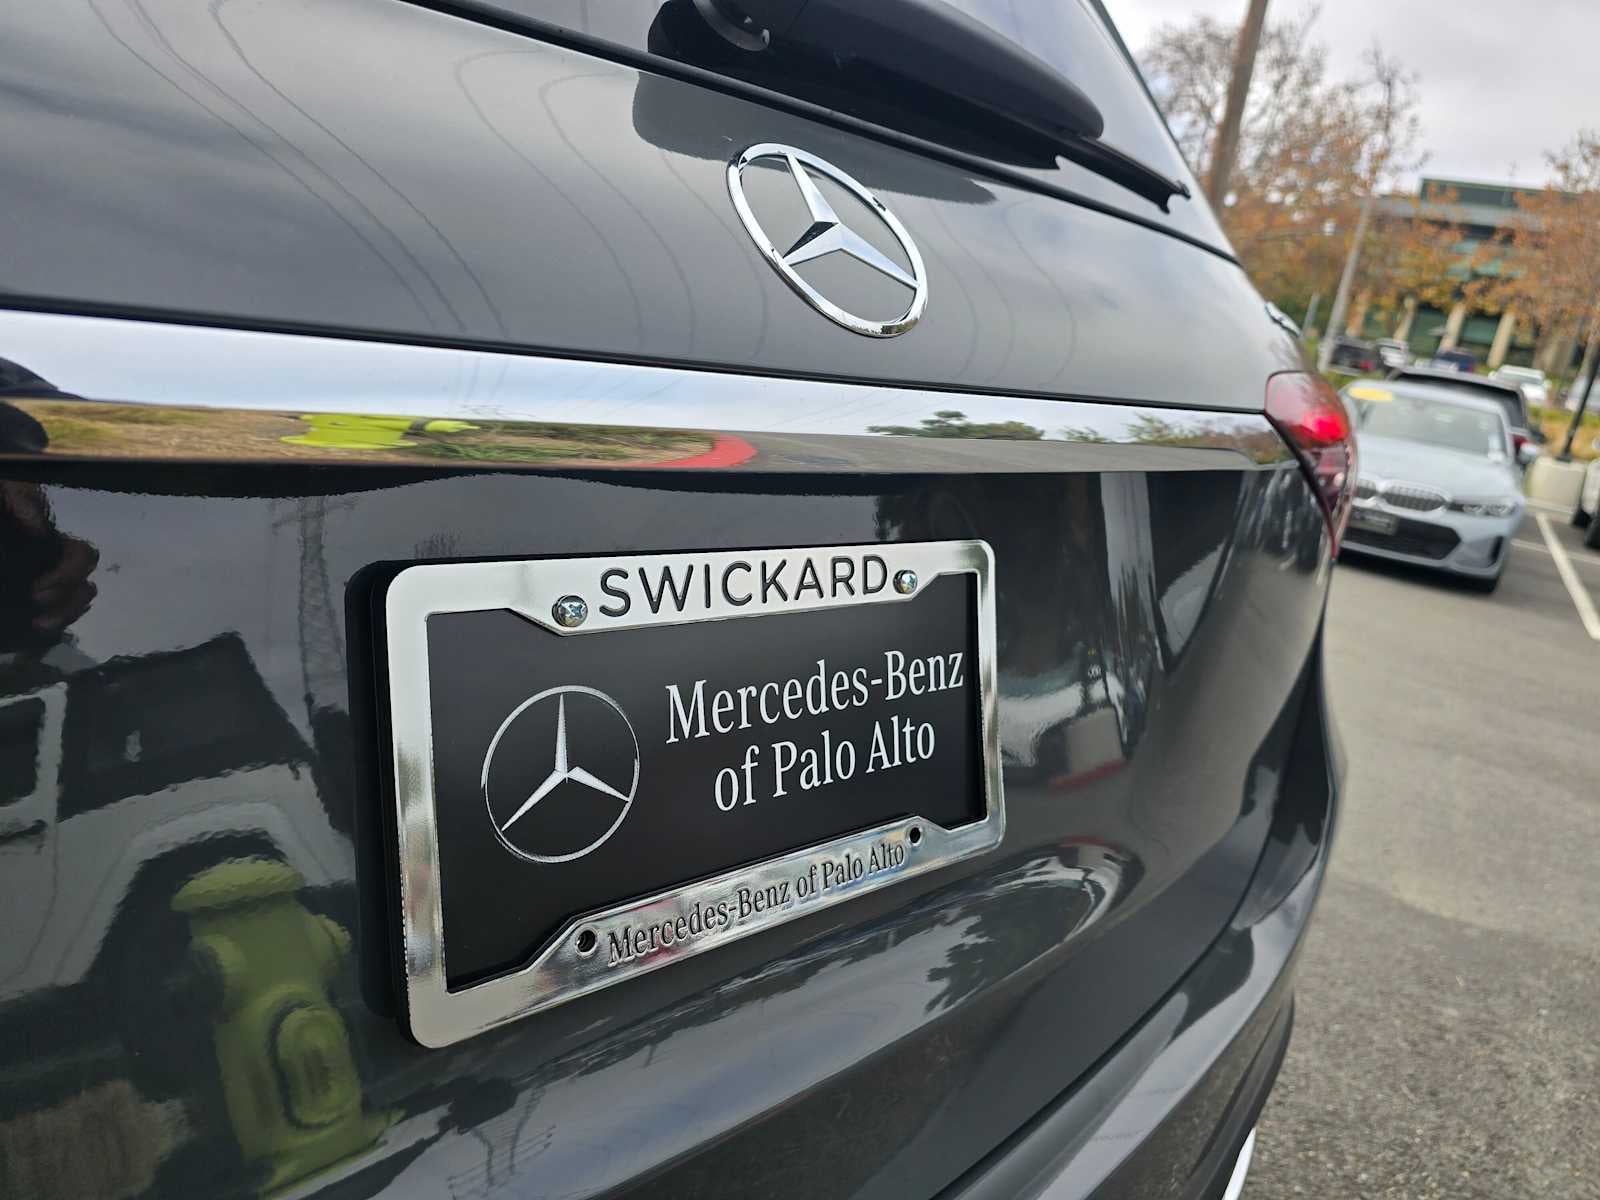 SWICKARD
Mercedes-Benz
of Palo Alto
Mercedes-Benz of Palo Alto